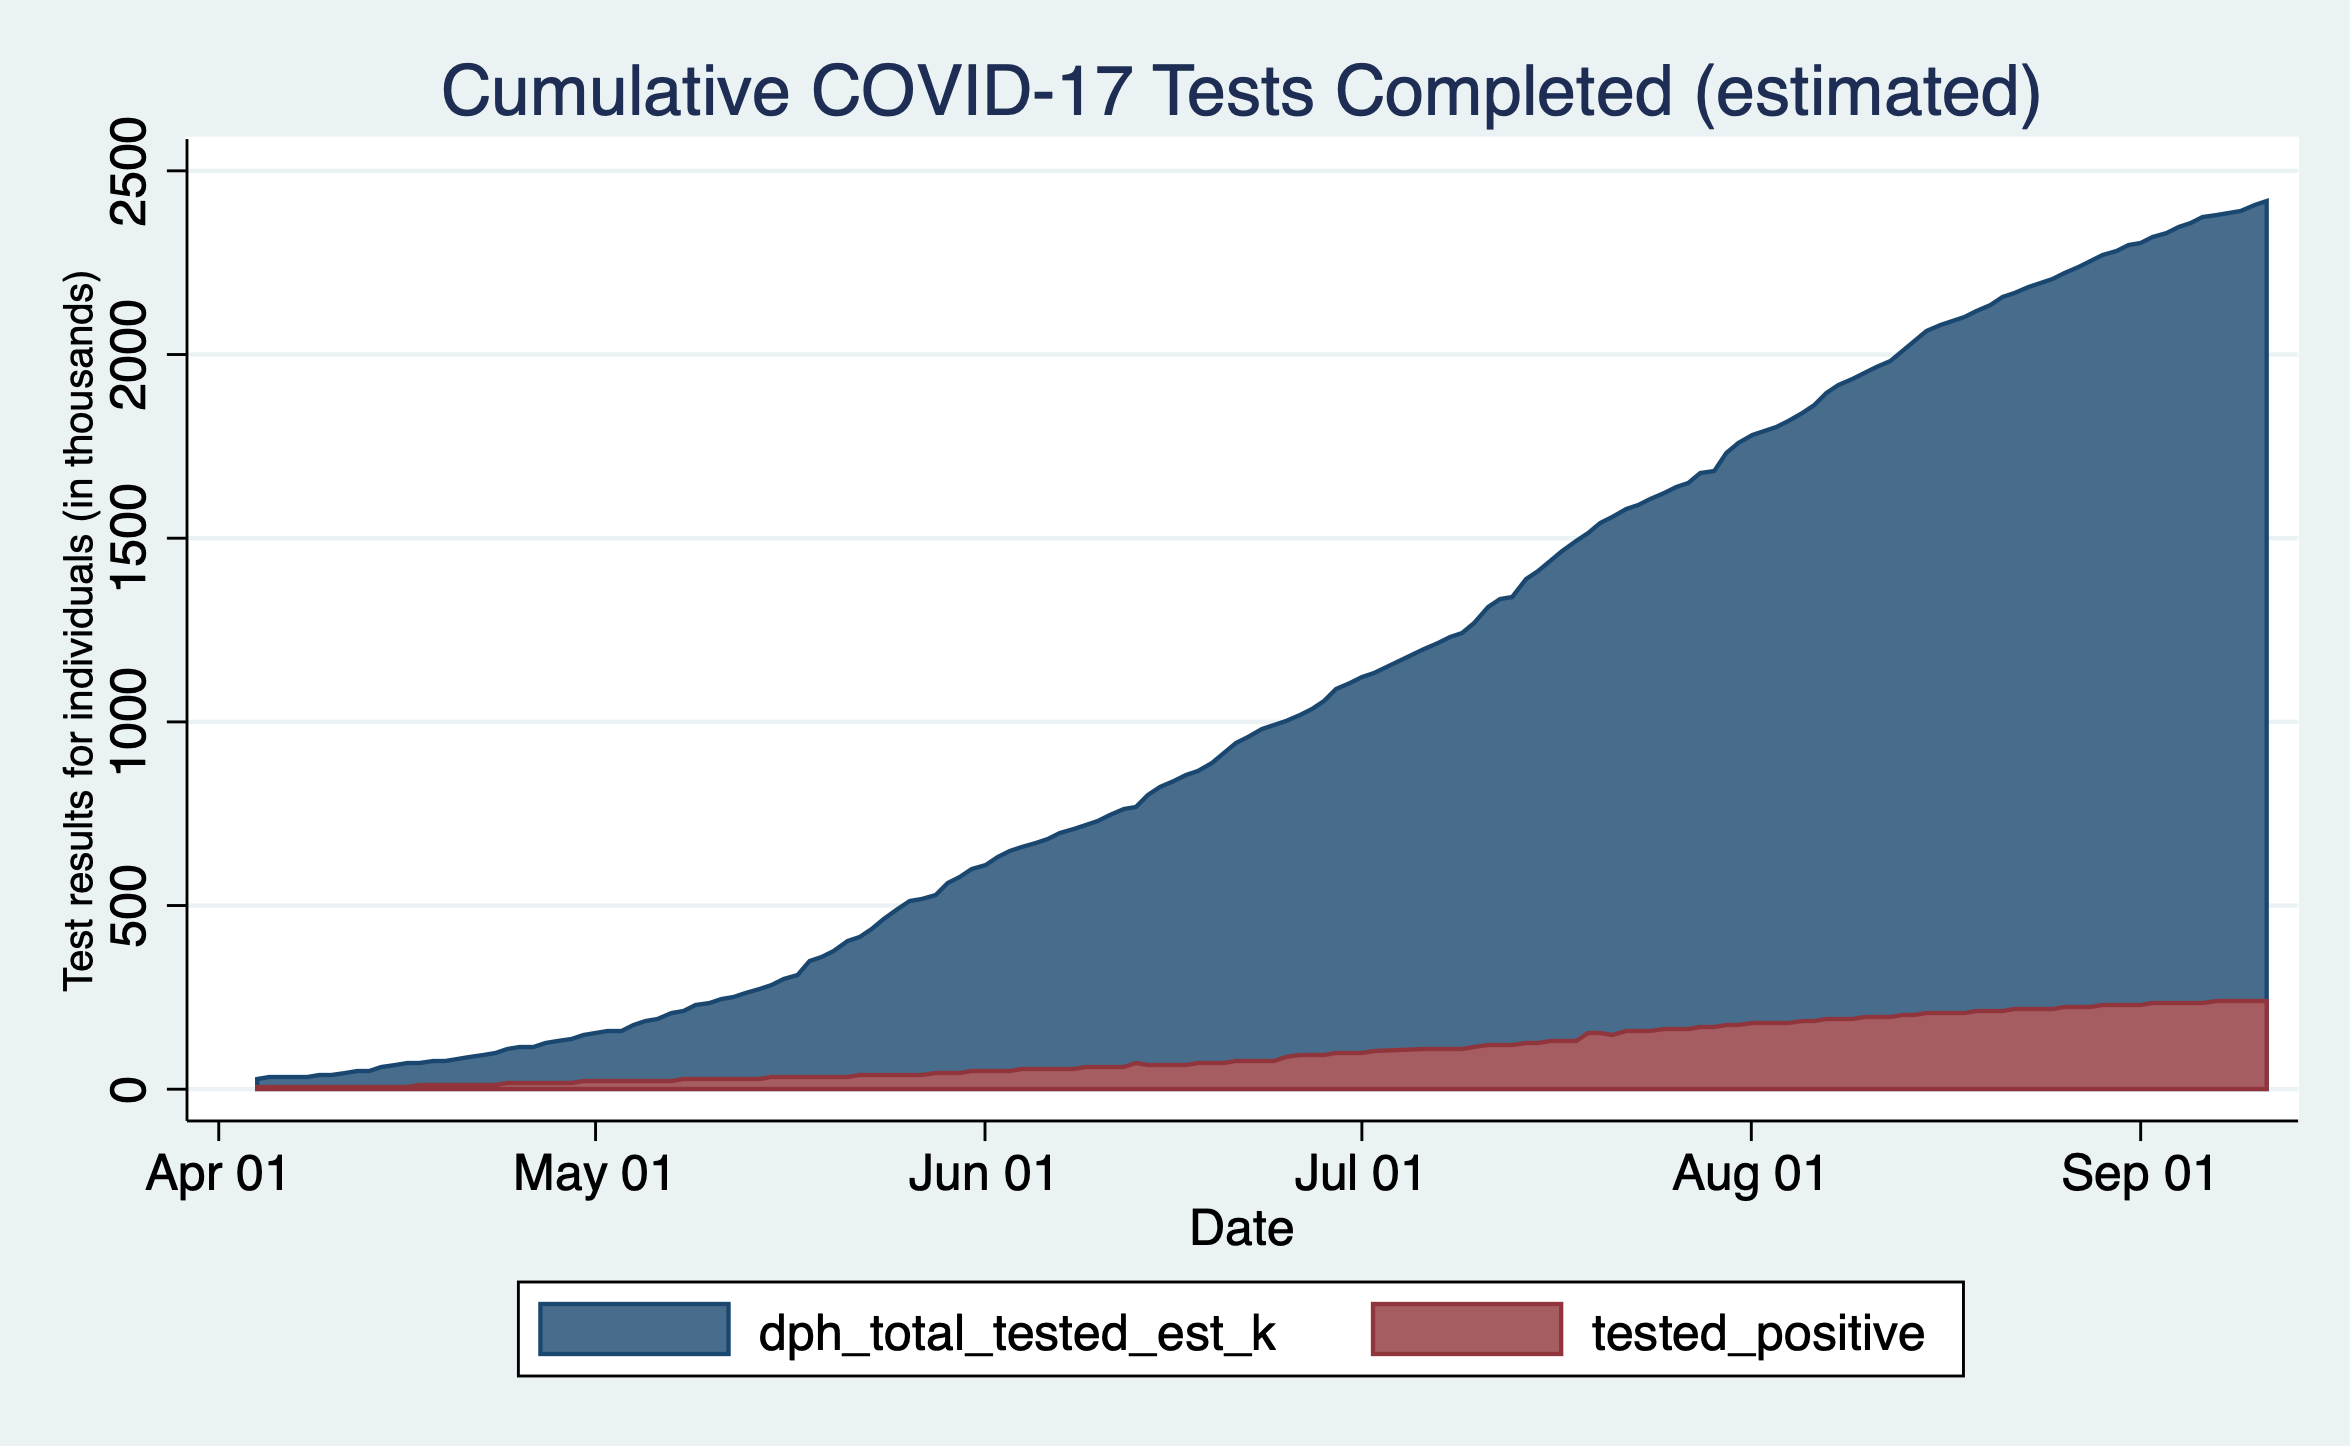 Cumulative COVID-17 Tests Completed (estimated)
Test results for individuals (in thousands)
2500
2000
1500
1000
500
0
Apr 01 May 01 Jun 01 Jul 01 Aug 01 Sep 01
Date
dph_total_tested_est_k tested_positive